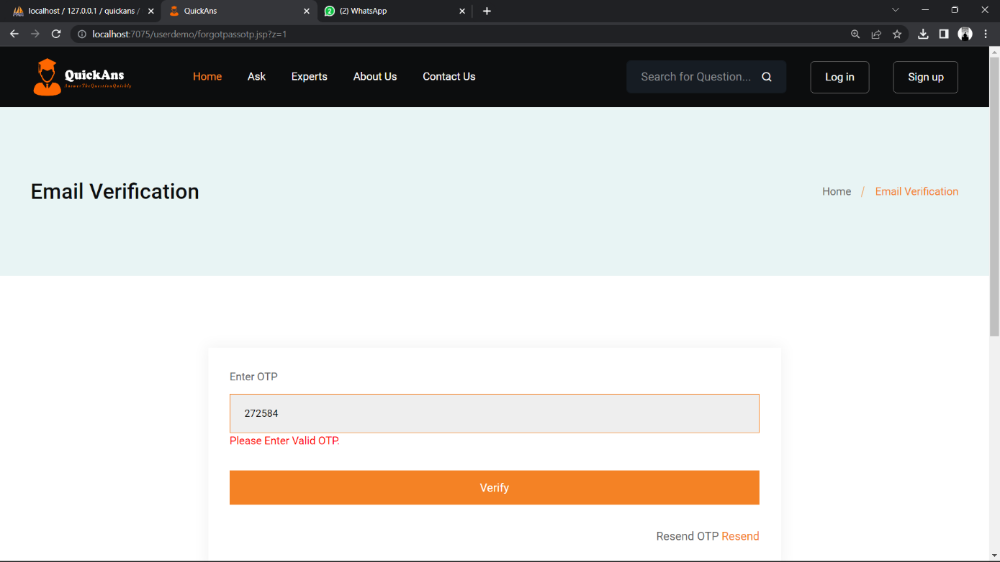 localhost / 127.0.0.1 / quickans /
QuickAns
(2) WhatsApp
localhost:7075/userdemo/forgotpassotp.jsp?z=1
QuickAns
AnswerTheQuestionQuickly
Home
Ask
Experts
About Us
Contact Us
Search for Question...
Log in
Sign up
Email Verification
Home / Email Verification
Enter OTP
272584
Please Enter Valid OTP.
Verify
Resend OTP Resend